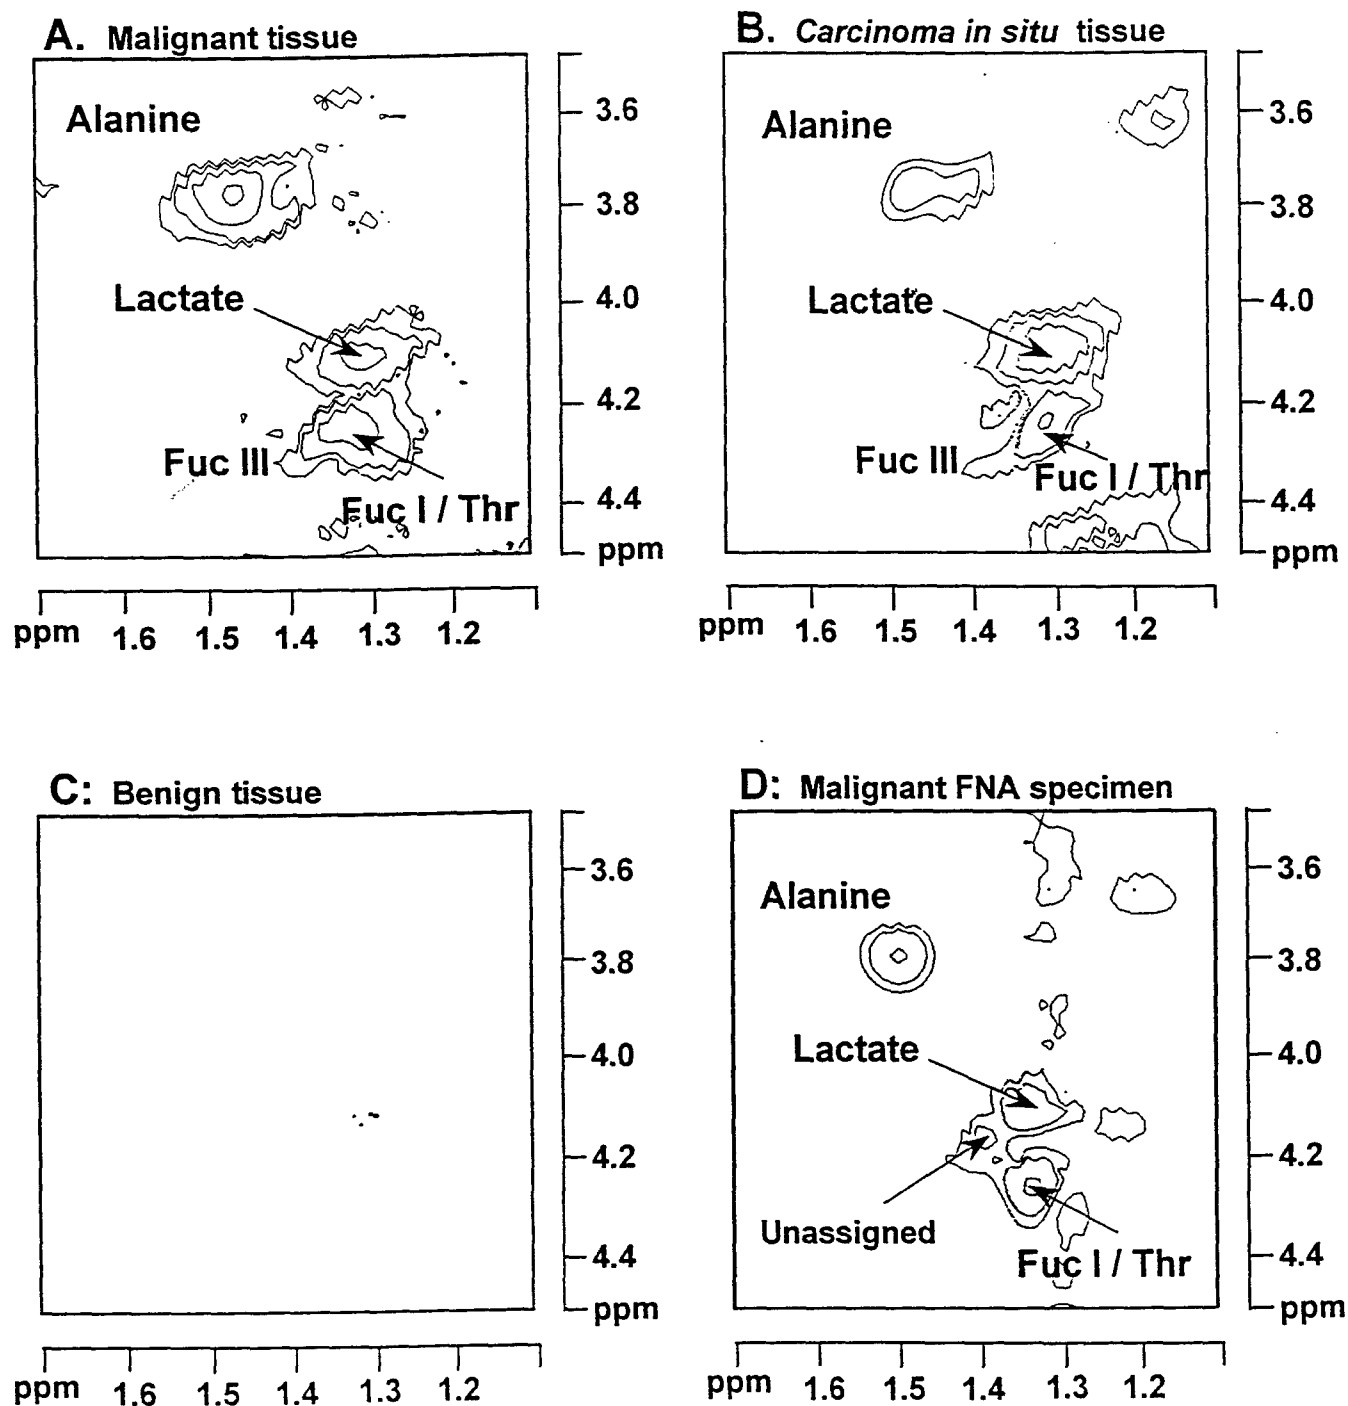 A. Malignant tissue
Alanine
Lactate
Fuc III
Fuc I / Thr
3.6
3.8
4.0
4.2
4.4
ppm
ppm 1.6 1.5 1.4 1.3 1.2
B. Carcinoma in situ tissue
Alanine
Lactate
Fuc III
Fuc I / Thr
3.6
3.8
4.0
4.2
4.4
ppm
ppm 1.6 1.5 1.4 1.3 1.2
C: Benign tissue
3.6
3.8
4.0
4.2
4.4
ppm
ppm 1.6 1.5 1.4 1.3 1.2
D: Malignant FNA specimen
Alanine
Lactate
Unassigned
Fuc I / Thr
3.6
3.8
4.0
4.2
4.4
ppm
ppm 1.6 1.5 1.4 1.3 1.2